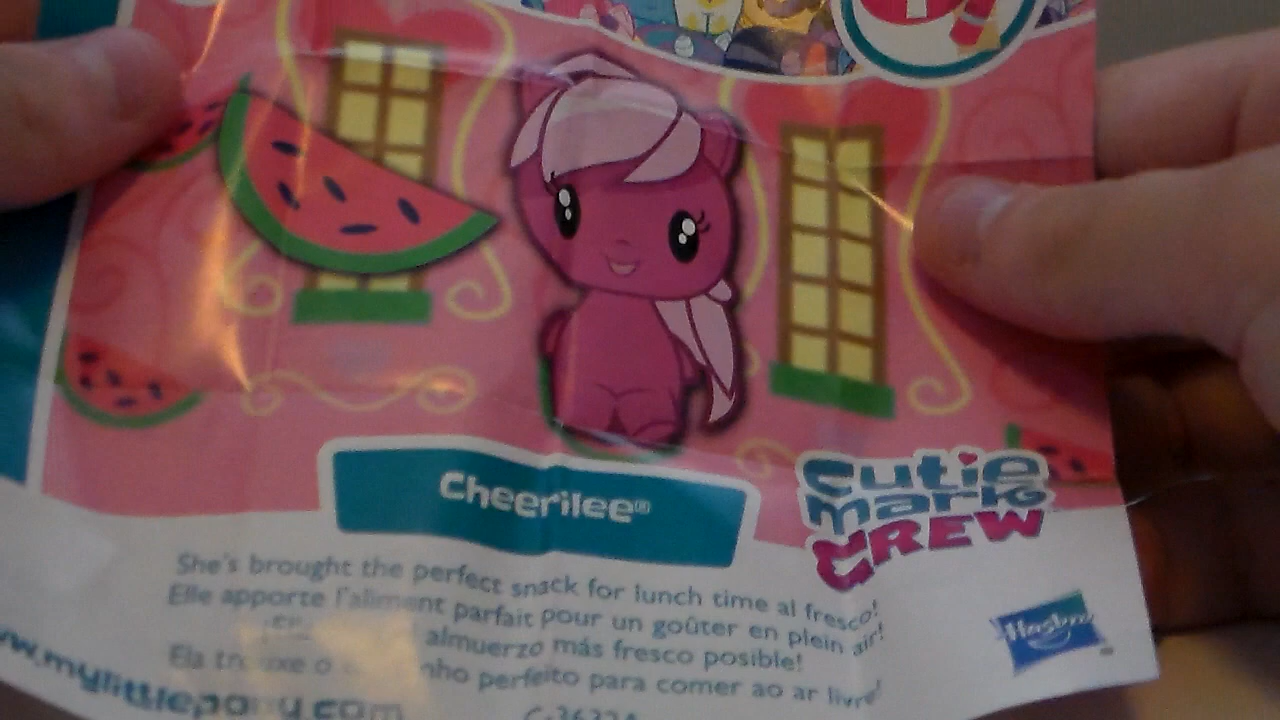 Cheerilee®
cutie
mark
CREW
She's brought the perfect snack for lunch time al fresco!
Elle apporte l'aliment parfait pour un goûter en plein air!
almuerzo más fresco posible!
Ela perfeito para comer ao ar livre!
Hasbro
www.mylittlepony.com